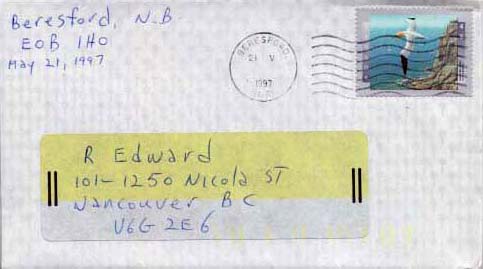 Beresford, N.B.
E0B 1H0
May 21, 1997
BERESFORD,
21 V
1997
R Edward
101-1250 Nicola ST
Vancouver BC
V6G 2E6